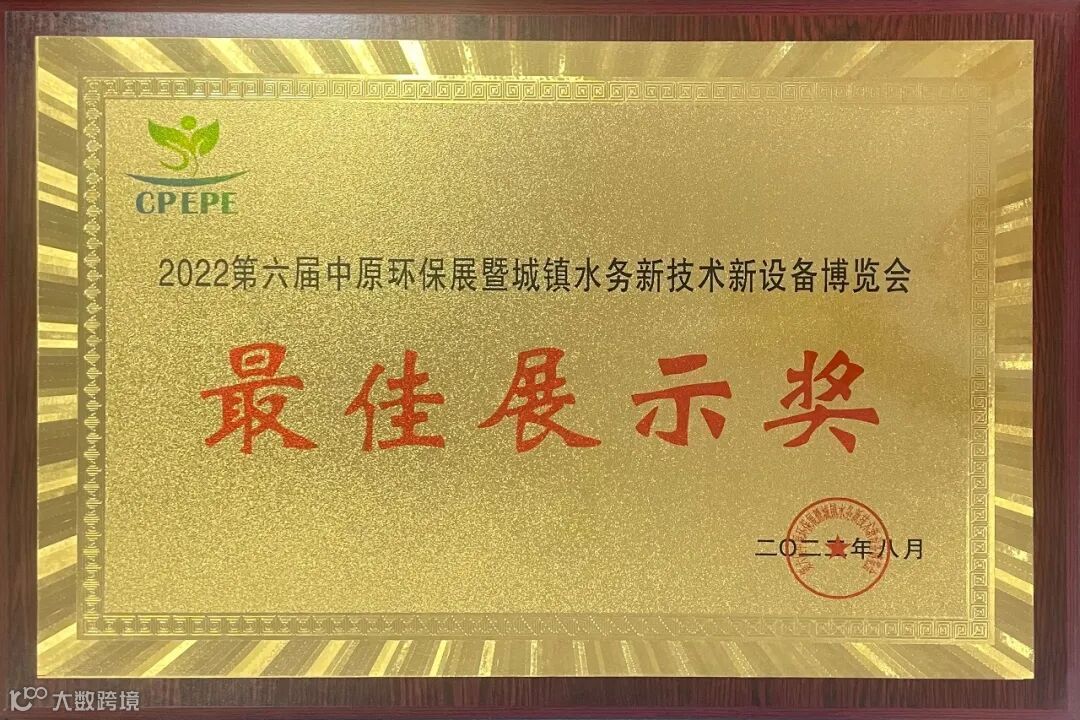 CPEPE
2022第六届中原环保展暨城镇水务新技术新设备博览会
最佳展示奖
二〇二二年八月
大数跨境